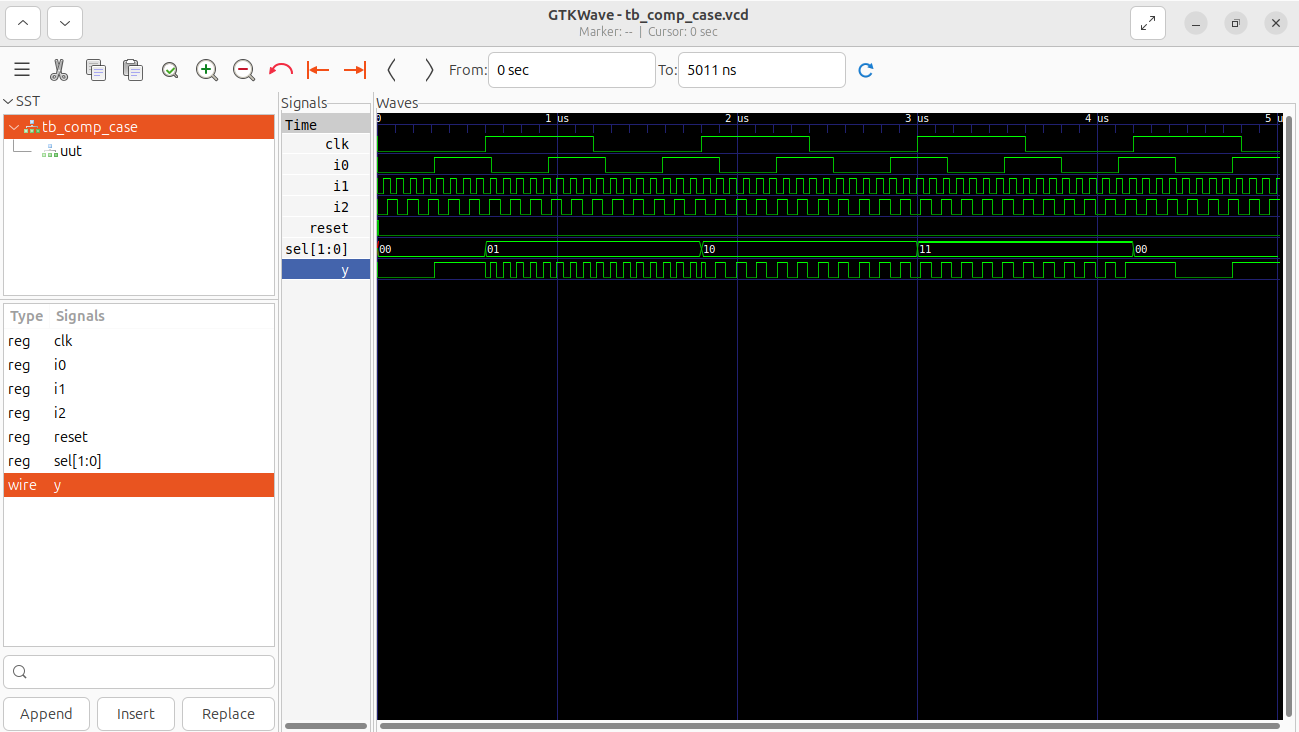 GTKWave - tb_comp_case.vcd
Marker: -- | Cursor: 0 sec
From: 0 sec To: 5011 ns
SST
tb_comp_case
uut
Type Signals
reg clk
reg i0
reg i1
reg i2
reg reset
reg sel[1:0]
wire y
Append Insert Replace
Signals
Time
clk
i0
i1
i2
reset
sel[1:0]
y
Waves
0 1 us 2 us 3 us 4 us 5 u
00 01 10 11 00